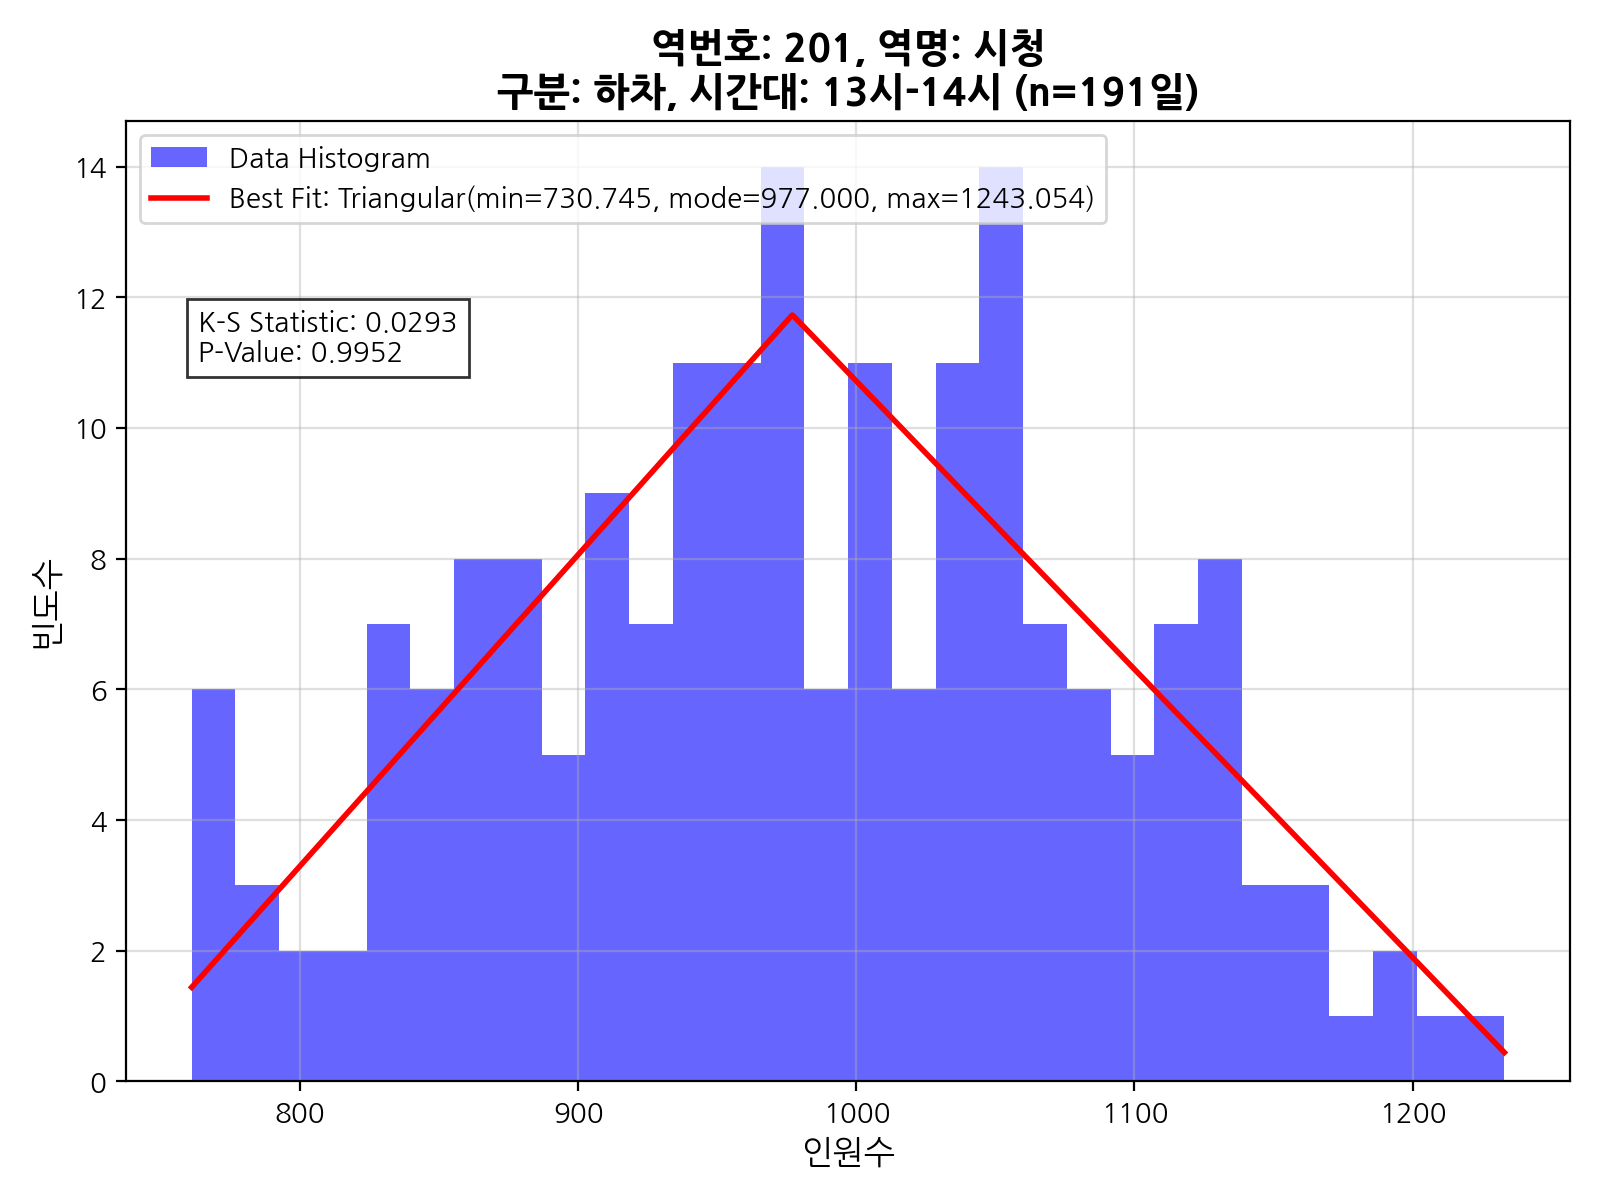 역번호: 201, 역명: 시청
구분: 하차, 시간대: 13시-14시 (n=191일)
Data Histogram
Best Fit: Triangular(min=730.745, mode=977.000, max=1243.054)
K-S Statistic: 0.0293
P-Value: 0.9952
빈도수
14
12
10
8
6
4
2
0
800 900 1000 1100 1200
인원수